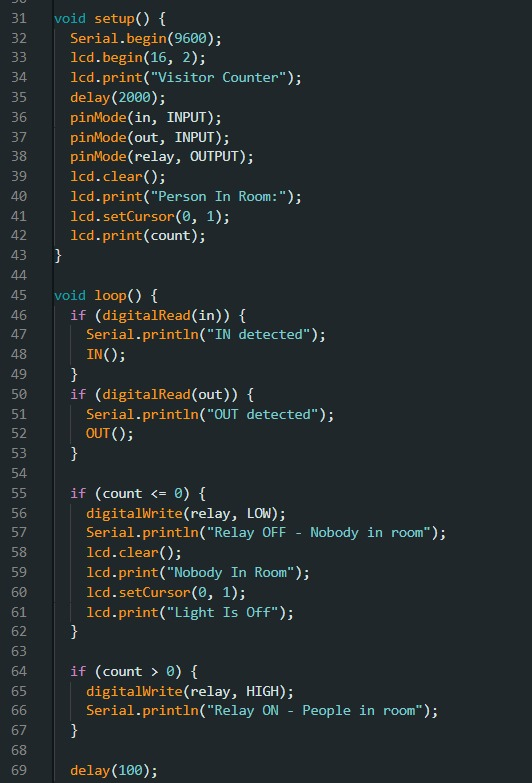 31 void setup() {
32   Serial.begin(9600);
33   lcd.begin(16, 2);
34   lcd.print("Visitor Counter");
35   delay(2000);
36   pinMode(in, INPUT);
37   pinMode(out, INPUT);
38   pinMode(relay, OUTPUT);
39   lcd.clear();
40   lcd.print("Person In Room:");
41   lcd.setCursor(0, 1);
42   lcd.print(count);
43 }
44
45 void loop() {
46   if (digitalRead(in)) {
47     Serial.println("IN detected");
48     IN();
49   }
50   if (digitalRead(out)) {
51     Serial.println("OUT detected");
52     OUT();
53   }
54
55   if (count <= 0) {
56     digitalWrite(relay, LOW);
57     Serial.println("Relay OFF - Nobody in room");
58     lcd.clear();
59     lcd.print("Nobody In Room");
60     lcd.setCursor(0, 1);
61     lcd.print("Light Is Off");
62   }
63
64   if (count > 0) {
65     digitalWrite(relay, HIGH);
66     Serial.println("Relay ON - People in room");
67   }
68
69   delay(100);